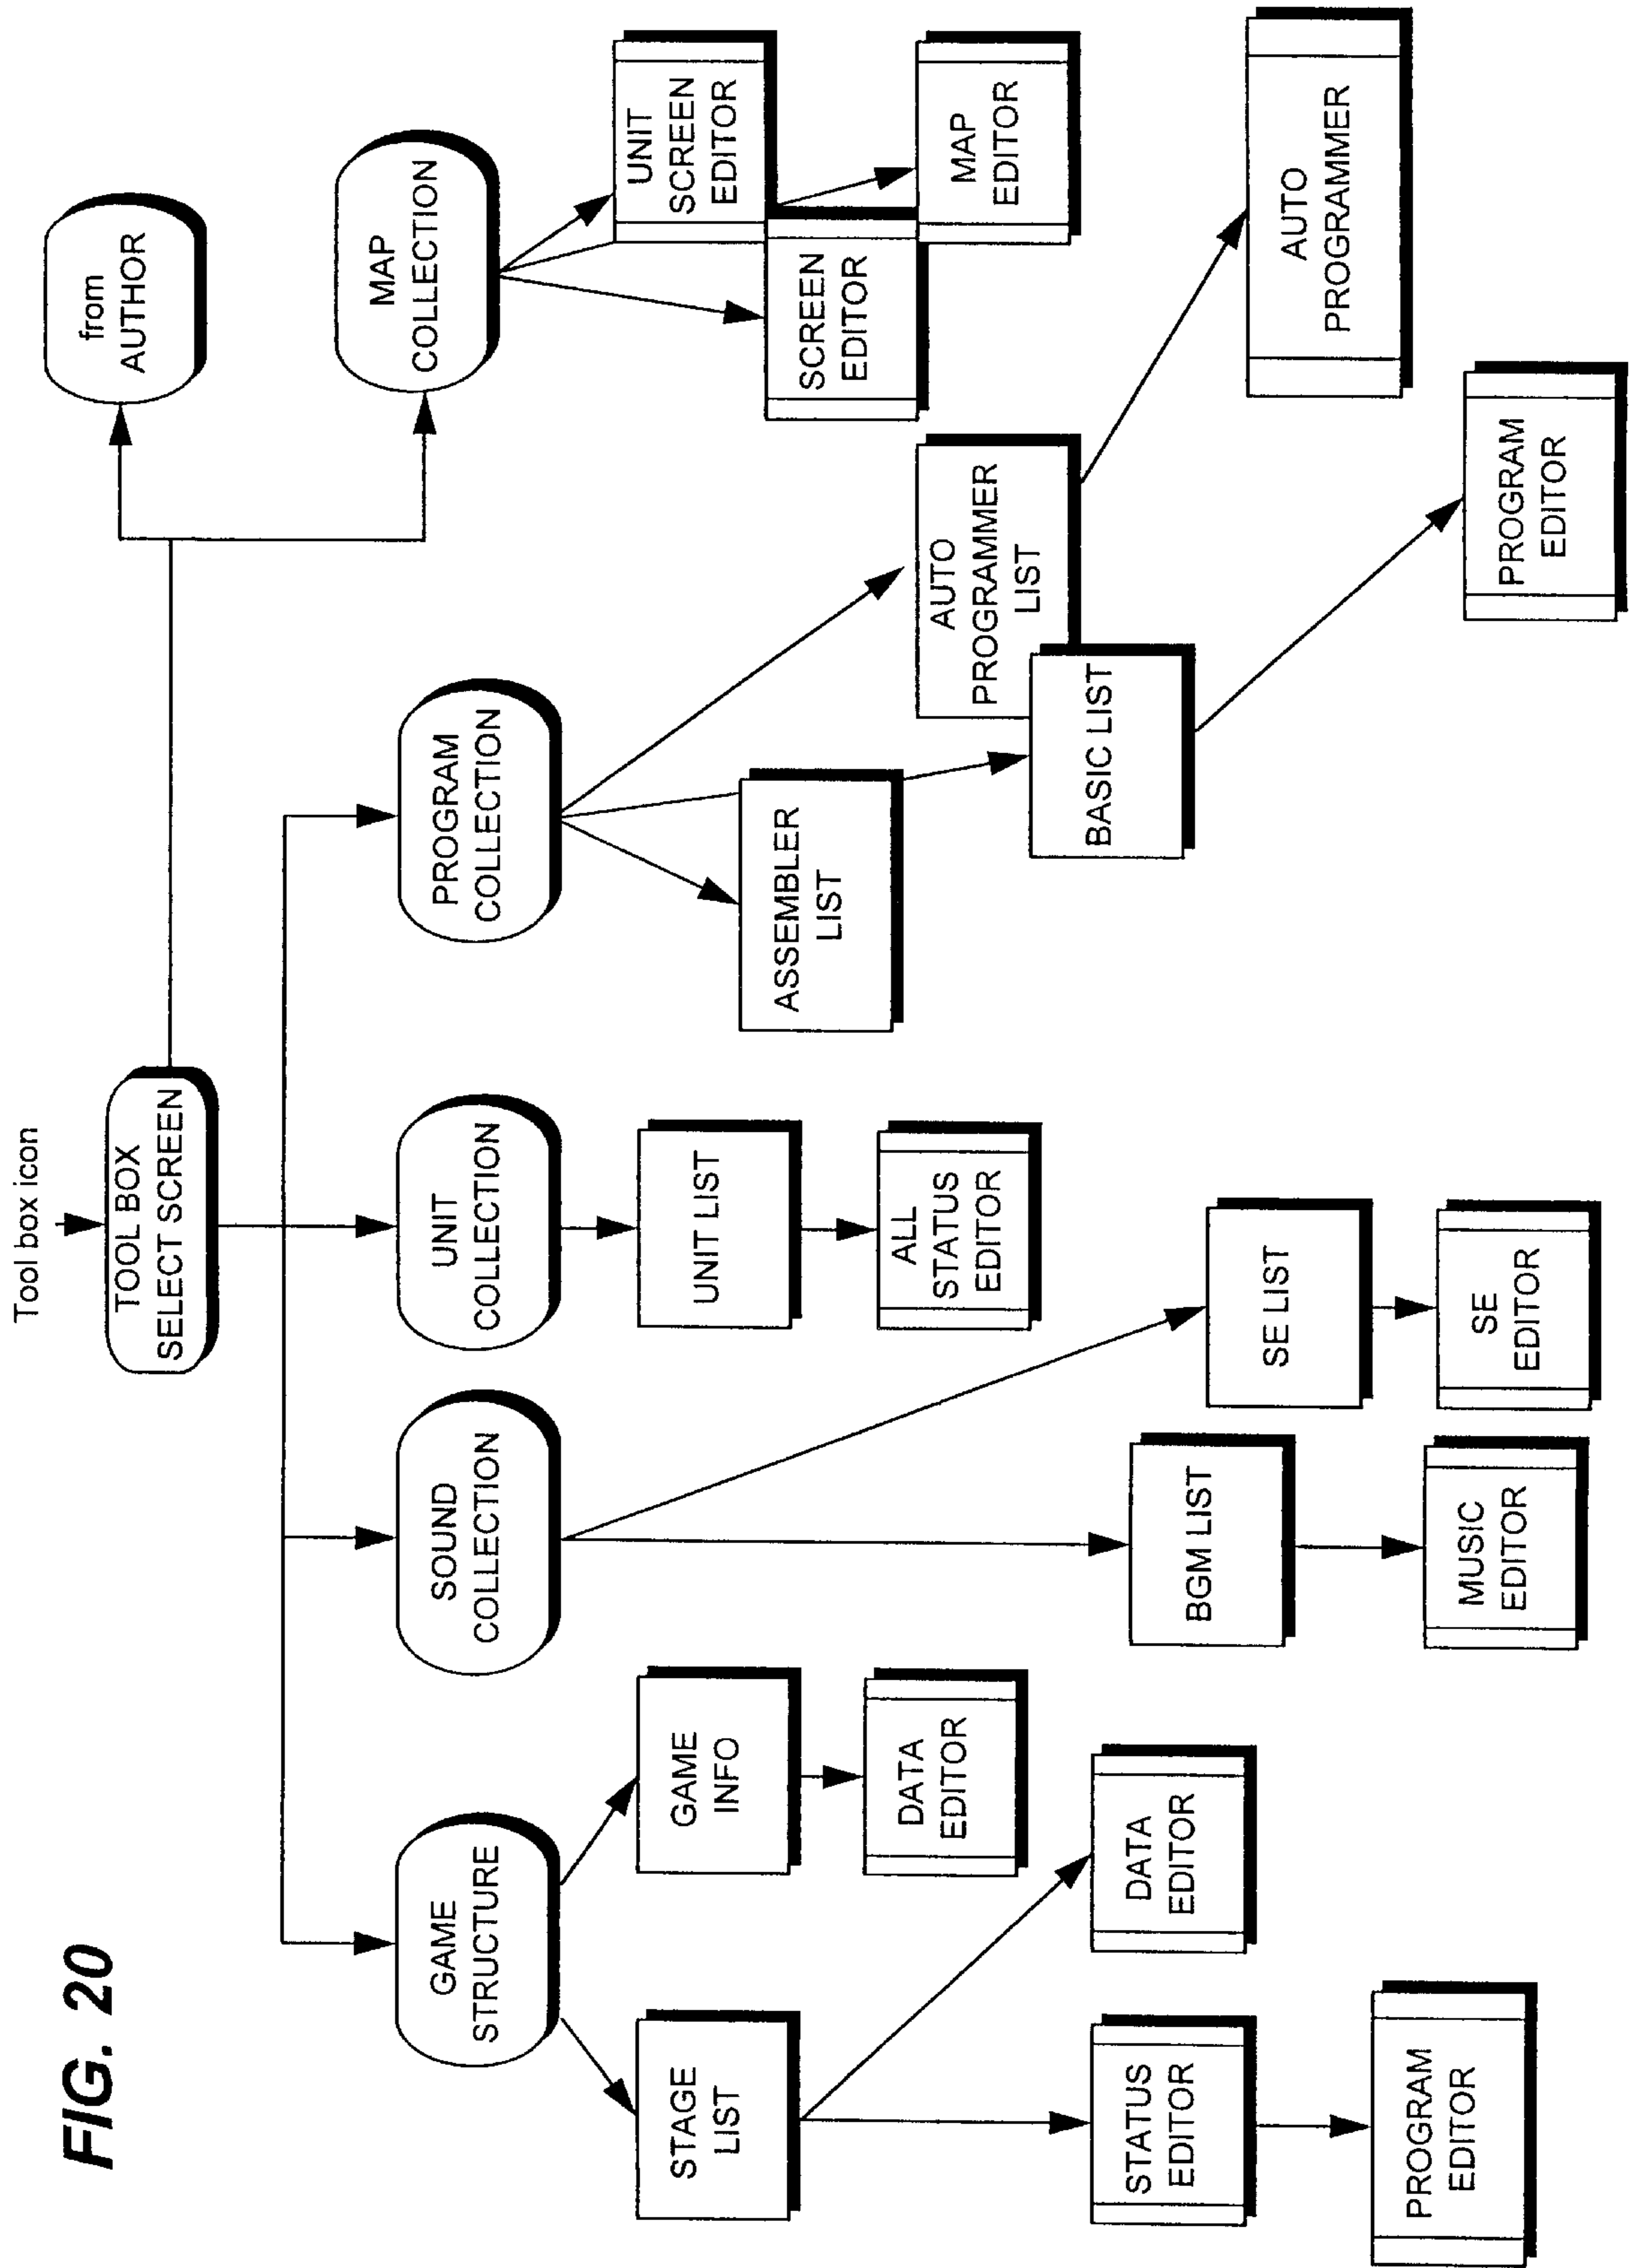 FIG. 20
Tool box icon
TOOL BOX
SELECT SCREEN
from
AUTHOR
MAP
COLLECTION
GAME
STRUCTURE
SOUND
COLLECTION
UNIT
COLLECTION
PROGRAM
COLLECTION
STAGE
LIST
GAME
INFO
UNIT LIST
ASSEMBLER
LIST
AUTO
PROGRAMMER
LIST
BASIC LIST
UNIT
SCREEN
EDITOR
SCREEN
EDITOR
MAP
EDITOR
DATA
EDITOR
ALL
STATUS
EDITOR
STATUS
EDITOR
DATA
EDITOR
BGM LIST
SE LIST
AUTO
PROGRAMMER
PROGRAM
EDITOR
MUSIC
EDITOR
SE
EDITOR
PROGRAM
EDITOR